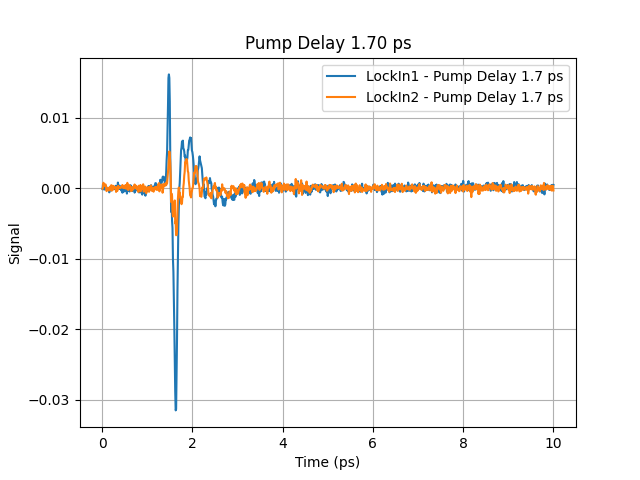 Pump Delay 1.70 ps
LockIn1 - Pump Delay 1.7 ps
LockIn2 - Pump Delay 1.7 ps
0.01
0.00
−0.01
−0.02
−0.03
Signal
0 2 4 6 8 10
Time (ps)